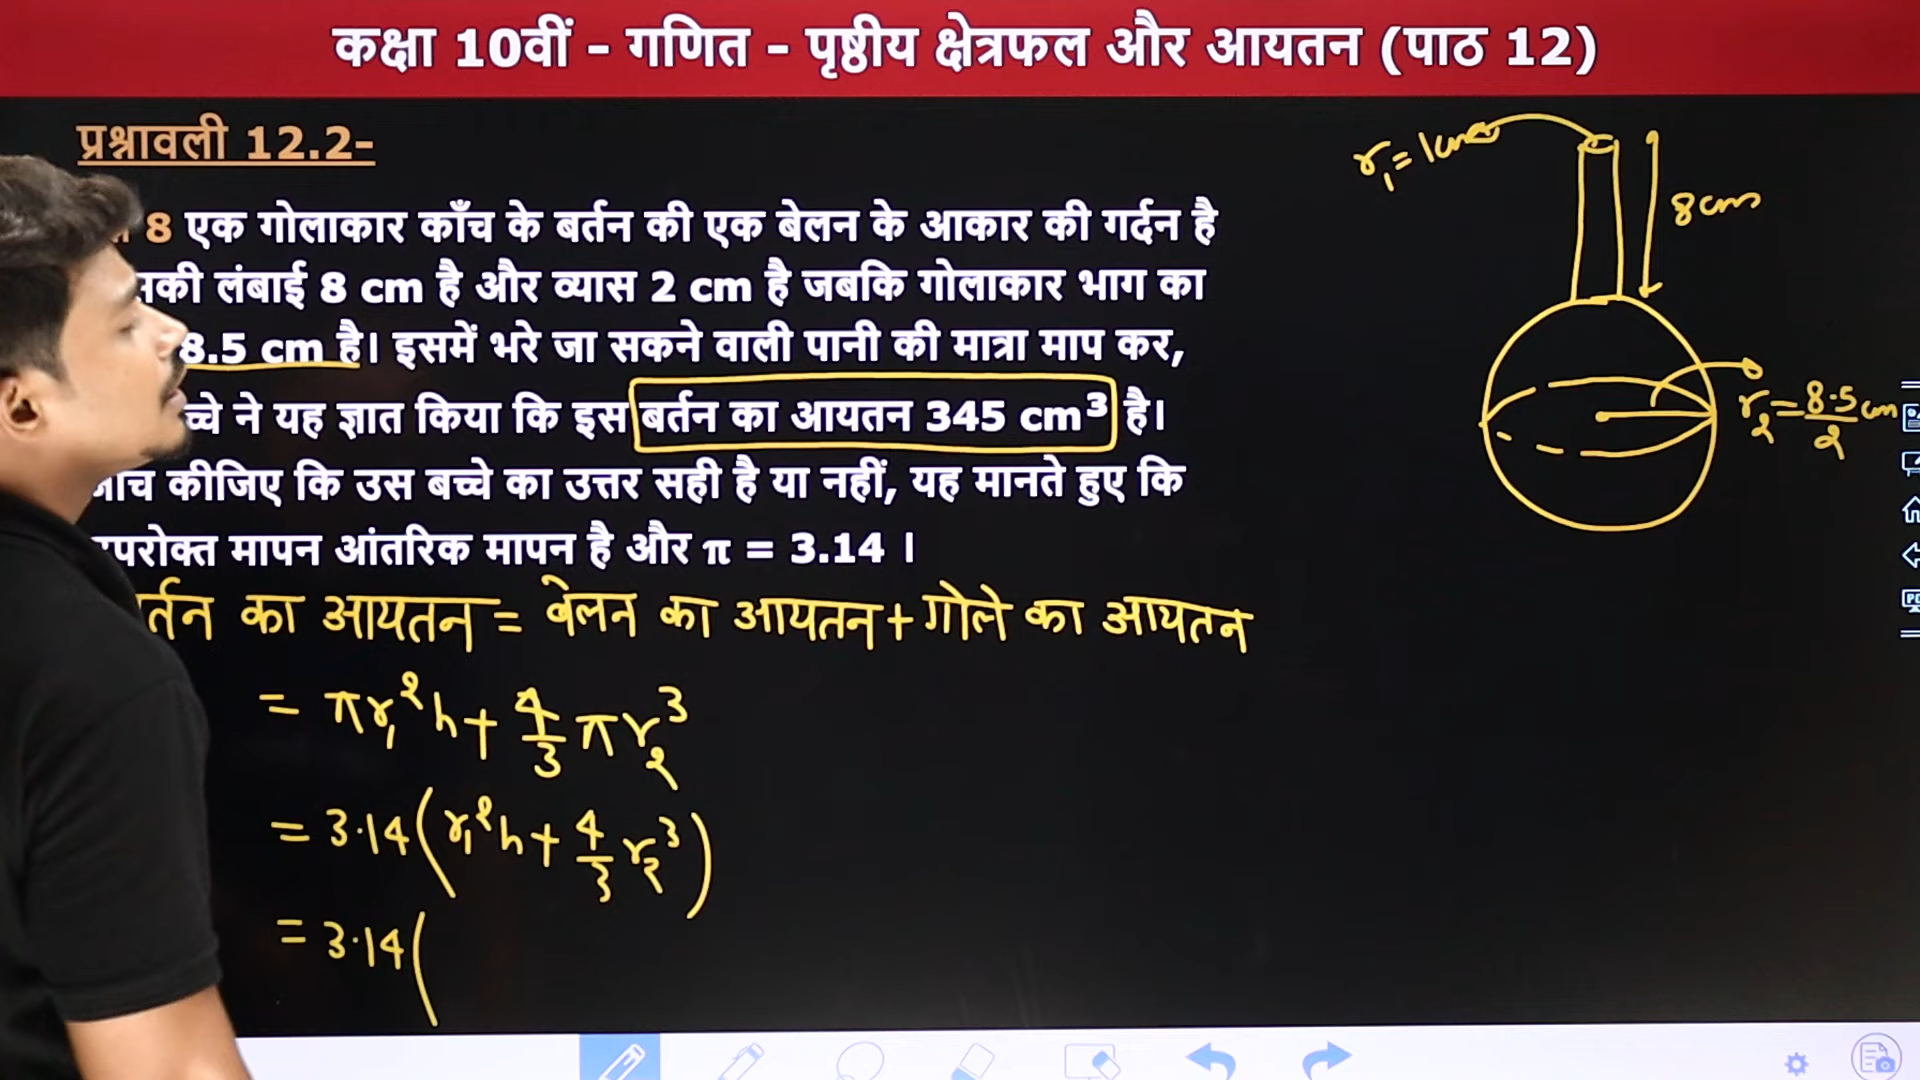 कक्षा 10वीं - गणित - पृष्ठीय क्षेत्रफल और आयतन (पाठ 12)
प्रश्नावली 12.2-
8 एक गोलाकार काँच के बर्तन की एक बेलन के आकार की गर्दन है
लंबाई 8 cm है और व्यास 2 cm है जबकि गोलाकार भाग का
8.5 cm है। इसमें भरे जा सकने वाली पानी की मात्रा माप कर,
ने यह ज्ञात किया कि इस बर्तन का आयतन 345 cm³ है।
कीजिए कि उस बच्चे का उत्तर सही है या नहीं, यह मानते हुए कि
मापन आंतरिक मापन है और π = 3.14 ।
का आयतन = बेलन का आयतन + गोले का आयतन
= πr₁²h + 4/3 πr₂³
= 3.14(r₁²h + 4/3 r₂³)
= 3.14(
r₁ = 1cm
8cm
r₂ = 8.5/2 cm